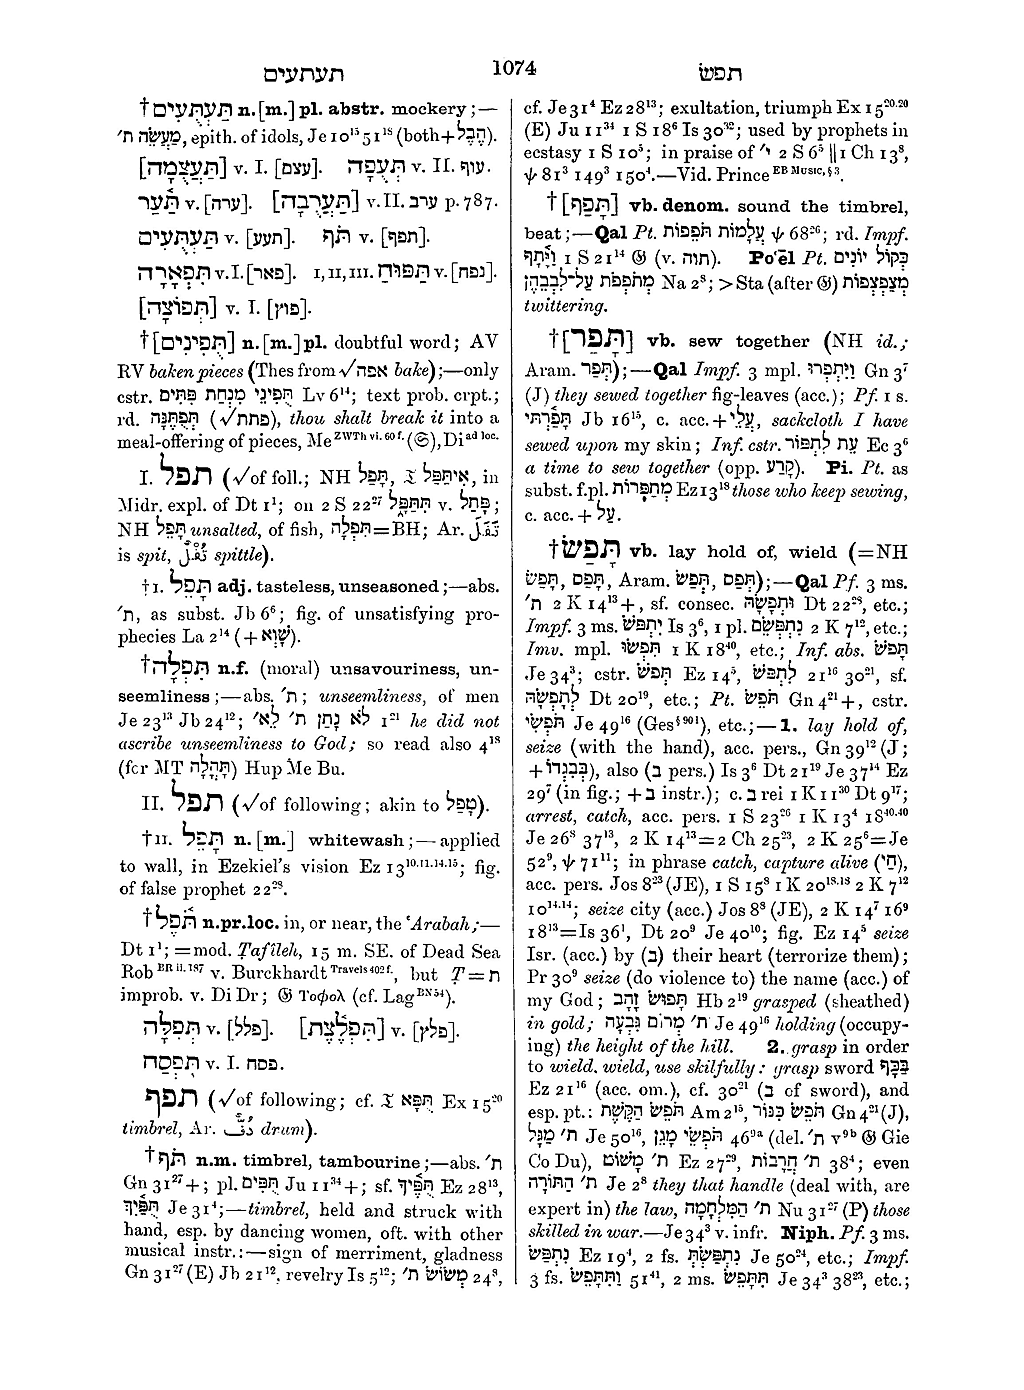 תעתעים
1074
תפשׂ
†תַּעְתֻּעִים n.[m.] pl. abstr. mockery;—
מַעֲשֵׂה ת׳, epith. of idols, Je 10¹⁵ 51¹⁸ (both+הֶבֶל).
[תַּעֲצֻמָה] v. I. [עצם]. תְּעֻפָה v. II. עוף.
תַּעַר v. [ערה]. [תַּעֲרֻבָה] v. II. ערב p. 787.
תַּעְתֻּעִים v. [תעע]. תֹּף v. [תפף].
תִּפְאָרָה v. I. [פאר]. I, II, III. תַּפּוּחַ v. [נפח].
[תְּפוֹצָה] v. I. [פוץ].
†[תֻּפִינִים] n.[m.]pl. doubtful word; AV
RV baken pieces (Thes from √אפה bake);—only
cstr. תֻּפִינֵי מִנְחַת פִּתִּים Lv 6¹⁴; text prob. crpt.;
rd. תְּפֻתֶּנָּה (√פתת), thou shalt break it into a
meal-offering of pieces, Me ZWTh vi. 60 f. (𝔖), Di ad loc.
I. תפל (√of foll.; NH תָּפַל, 𝔗 אִיתְּפַל, in
Midr. expl. of Dt 1¹; on 2 S 22²⁷ תִּתַּפָּל v. פָּתַל;
NH תָּפֵל unsalted, of fish, תִּפְלָה=BH; Ar. تَفَلَ
is spit, تُفْل spittle).
†I. תָּפֵל adj. tasteless, unseasoned;—abs.
ת׳, as subst. Jb 6⁶; fig. of unsatisfying pro-
phecies La 2¹⁴ (+שָׁוְא).
†תִּפְלָה n.f. (moral) unsavouriness, un-
seemliness;—abs. ת׳; unseemliness, of men
Je 23¹³ Jb 24¹²; לֹא נָתַן ת׳ לֵא׳ 1²¹ he did not
ascribe unseemliness to God; so read also 4¹⁸
(for MT תָּהֳלָה) Hup Me Bu.
II. תפל (√of following; akin to טָפַל).
†II. תָּפֵל n. [m.] whitewash;—applied
to wall, in Ezekiel's vision Ez 13¹⁰·¹¹·¹⁴·¹⁵; fig.
of false prophet 22²⁸.
†תֹּפֶל n.pr.loc. in, or near, the ʿArabah;—
Dt 1¹; =mod. Ṭafîleh, 15 m. SE. of Dead Sea
Rob BR ii. 187 v. Burckhardt Travels 402 f., but Ṭ=ת
improb. v. Di Dr; 𝔊 Τοφολ (cf. Lag BN 54).
תְּפִלָּה v. [פלל]. [תִּפְלֶצֶת] v. [פלץ].
תִּפְסַח v. I. פסח.
תפף (√of following; cf. 𝔗 תֻּפָּא Ex 15²⁰
timbrel, Ar. دُفٌّ drum).
†תֹּף n.m. timbrel, tambourine;—abs. ת׳
Gn 31²⁷+; pl. תֻּפִּים Ju 11³⁴+; sf. תֻּפֶּיךָ Ez 28¹³,
תֻּפַּיִךְ Je 31⁴;—timbrel, held and struck with
hand, esp. by dancing women, oft. with other
musical instr.:—sign of merriment, gladness
Gn 31²⁷ (E) Jb 21¹², revelry Is 5¹²; מְשׂוֹשׂ ת׳ 24⁸,
cf. Je 31⁴ Ez 28¹³; exultation, triumph Ex 15²⁰·²⁰
(E) Ju 11³⁴ 1 S 18⁶ Is 30³²; used by prophets in
ecstasy 1 S 10⁵; in praise of י׳ 2 S 6⁵ ‖ 1 Ch 13⁸,
ψ 81³ 149³ 150⁴.—Vid. Prince EB Music, § 3.
†[תָּפַף] vb. denom. sound the timbrel,
beat;—Qal Pt. עֲלָמוֹת תֹּפֵפוֹת ψ 68²⁶; rd. Impf.
וַיָּתָף 1 S 21¹⁴ 𝔊 (v. תוה). Poʿēl Pt. כְּקוֹל יוֹנִים
מְתֹפְפֹת עַל־לִבְבֵהֶן Na 2⁸; >Sta (after 𝔊) מְצַפְצְפוֹת
twittering.
†[תָּפַר] vb. sew together (NH id.;
Aram. תְּפַר);—Qal Impf. 3 mpl. וַיִּתְפְּרוּ Gn 3⁷
(J) they sewed together fig-leaves (acc.); Pf. 1 s.
תָּפַרְתִּי Jb 16¹⁵, c. acc.+עֲלֵי, sackcloth I have
sewed upon my skin; Inf. cstr. עֵת לִתְפּוֹר Ec 3⁶
a time to sew together (opp. קָרַע). Pi. Pt. as
subst. f.pl. מְתַפְּרוֹת Ez 13¹⁸ those who keep sewing,
c. acc. + עַל.
†תָּפַשׂ vb. lay hold of, wield (=NH
תָּפַשׂ, תָּפַס, Aram. תְּפַשׂ, תְּפַס);—Qal Pf. 3 ms.
ת׳ 2 K 14¹³+, sf. consec. וּתְפָשָׂהּ Dt 22²⁸, etc.;
Impf. 3 ms. יִתְפֹּשׂ Is 3⁶, 1 pl. נִתְפְּשֵׂם 2 K 7¹², etc.;
Imv. mpl. תִּפְשׂוּ 1 K 18⁴⁰, etc.; Inf. abs. תָּפֹשׂ
Je 34³; cstr. תְּפֹשׂ Ez 14⁵, לִתְפֹּשׂ 21¹⁶ 30²¹, sf.
לְתָפְשָׂהּ Dt 20¹⁹, etc.; Pt. תֹּפֵשׂ Gn 4²¹+, cstr.
תֹּפְשִׂי Je 49¹⁶ (Ges § 90 l), etc.;—1. lay hold of,
seize (with the hand), acc. pers., Gn 39¹² (J;
+בְּבִגְדוֹ), also (ב pers.) Is 3⁶ Dt 21¹⁹ Je 37¹⁴ Ez
29⁷ (in fig.; +ב instr.); c. ב rei 1 K 11³⁰ Dt 9¹⁷;
arrest, catch, acc. pers. 1 S 23²⁶ 1 K 13⁴ 18⁴⁰·⁴⁰
Je 26⁸ 37¹³, 2 K 14¹³=2 Ch 25²³, 2 K 25⁶=Je
52⁹, ψ 71¹¹; in phrase catch, capture alive (חַי),
acc. pers. Jos 8²³ (JE), 1 S 15⁸ 1 K 20¹⁸·¹⁸ 2 K 7¹²
10¹⁴·¹⁴; seize city (acc.) Jos 8⁸ (JE), 2 K 14⁷ 16⁹
18¹³=Is 36¹, Dt 20⁹ Je 40¹⁰; fig. Ez 14⁵ seize
Isr. (acc.) by (ב) their heart (terrorize them);
Pr 30⁹ seize (do violence to) the name (acc.) of
my God; תָּפוּשׂ זָהָב Hb 2¹⁹ grasped (sheathed)
in gold; ת׳ מְרוֹם גִּבְעָה Je 49¹⁶ holding (occupy-
ing) the height of the hill. 2. grasp in order
to wield, wield, use skilfully: grasp sword בַּכָּף
Ez 21¹⁶ (acc. om.), cf. 30²¹ (ב of sword), and
esp. pt.: תֹּפֵשׂ הַקֶּשֶׁת Am 2¹⁵, תֹּפֵשׂ כִּנּוֹר Gn 4²¹ (J),
ת׳ מַגָּל Je 50¹⁶, תֹּפְשֵׂי מָגֵן 46⁹ᵃ (del. ת׳ v⁹ᵇ 𝔊 Gie
Co Du), ת׳ מָשׁוֹט Ez 27²⁹, ת׳ חֲרָבוֹת 38⁴; even
ת׳ הַתּוֹרָה Je 2⁸ they that handle (deal with, are
expert in) the law, ת׳ הַמִּלְחָמָה Nu 31²⁷ (P) those
skilled in war.—Je 34³ v. infr. Niph. Pf. 3 ms.
נִתְפַּשׂ Ez 19⁴, 2 fs. נִתְפַּשְׂתְּ Je 50²⁴, etc.; Impf.
3 fs. וַתִּתָּפֵשׂ 51⁴¹, 2 ms. תִּתָּפֵשׂ Je 34³ 38²³, etc.;